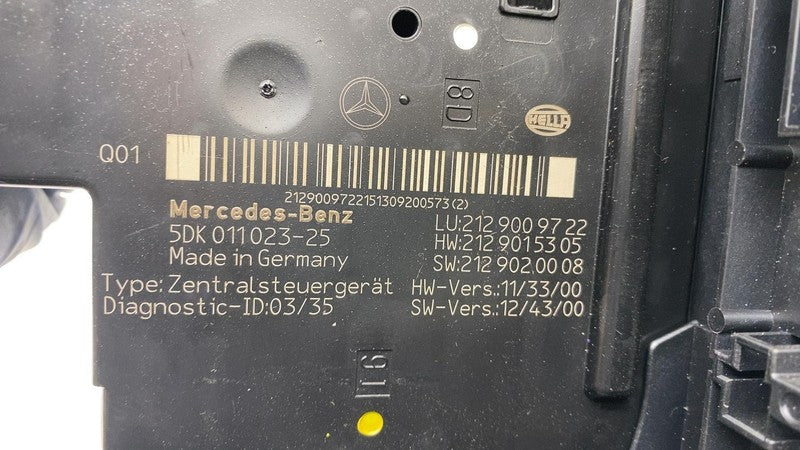 8D
HELLA
Q01
2129009722151309200573(2)
Mercedes-Benz
5DK 011 023-25
Made in Germany
Type: Zentralsteuergerät
Diagnostic-ID:03/35
LU:212 900 97 22
HW:212 901 53 05
SW:212 902 00 08
HW-Vers.:11/33/00
SW-Vers.:12/43/00
16